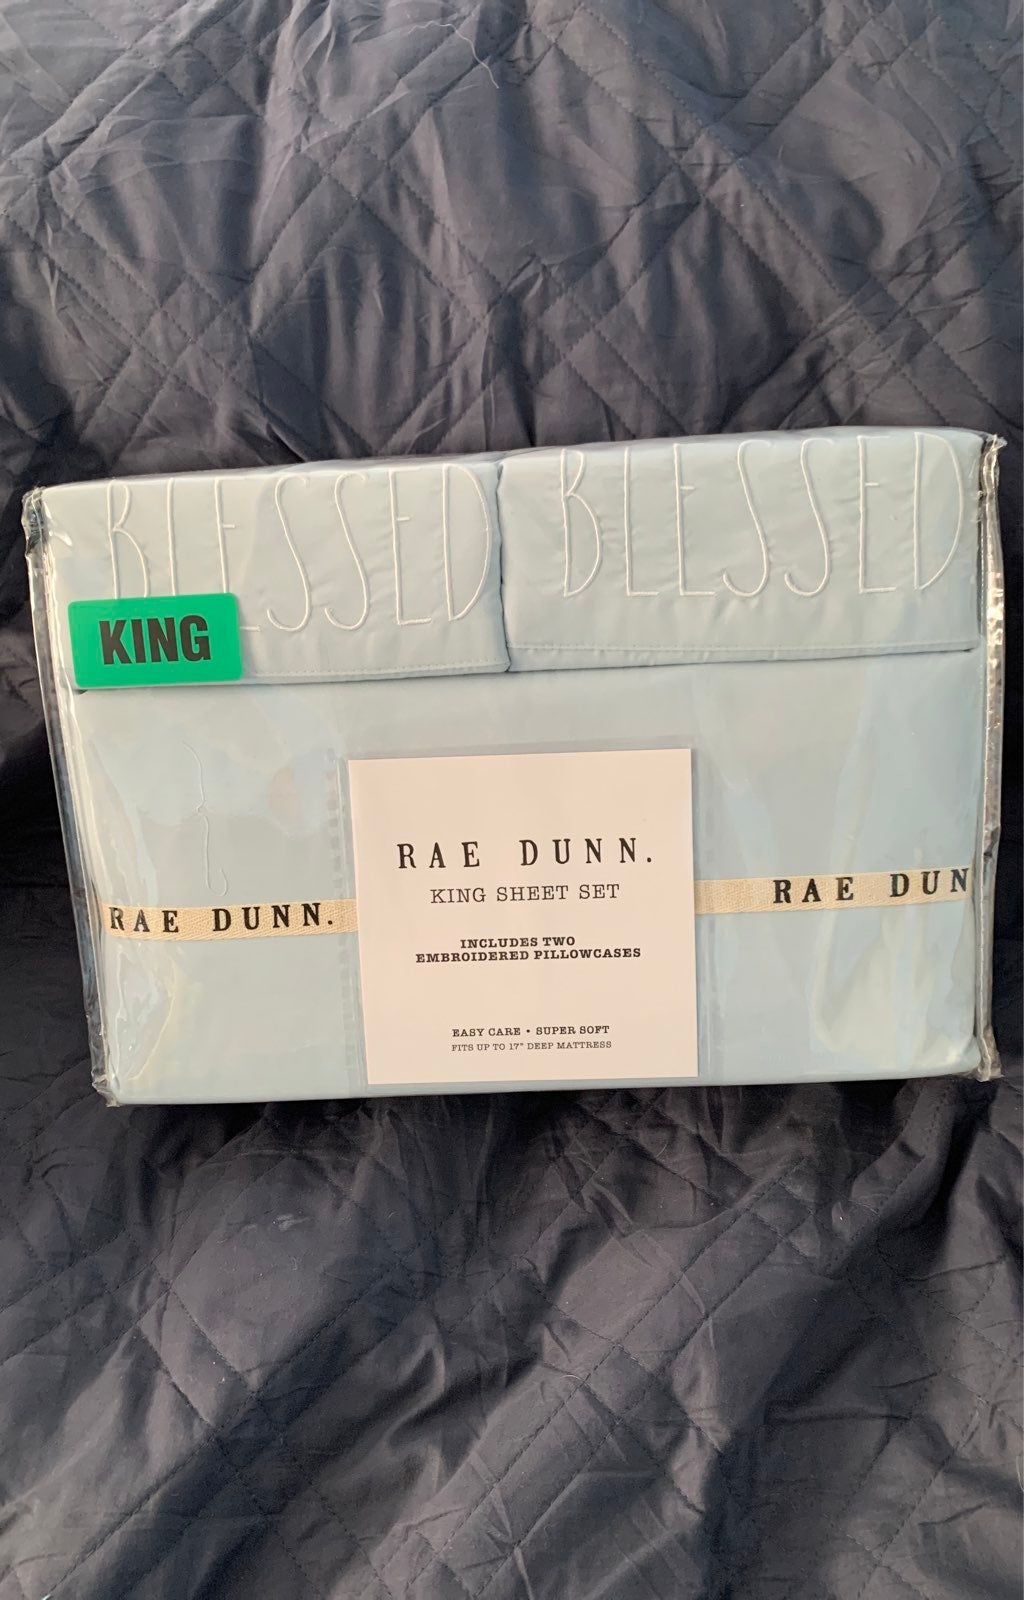 BLESSED
BLESSED
KING
RAE DUNN.
KING SHEET SET
RAE DUNN.
RAE DUN
INCLUDES TWO
EMBROIDERED PILLOWCASES
EASY CARE • SUPER SOFT
FITS UP TO 17" DEEP MATTRESS